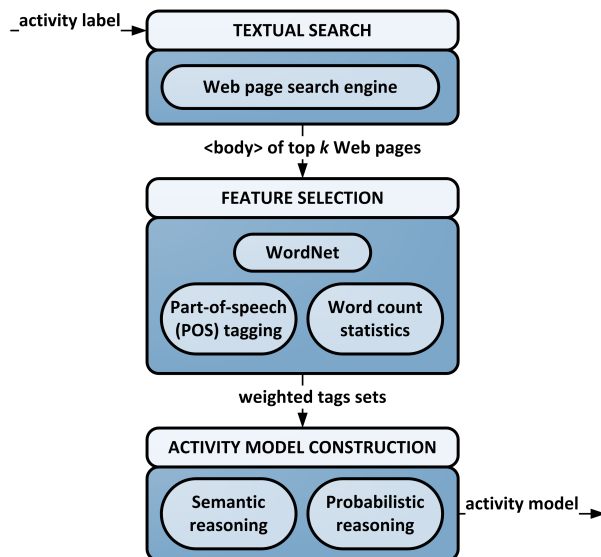 activity label
TEXTUAL SEARCH
Web page search engine
<body> of top k Web pages
FEATURE SELECTION
WordNet
Part-of-speech
(POS) tagging
Word count
statistics
weighted tags sets
ACTIVITY MODEL CONSTRUCTION
Semantic
reasoning
Probabilistic
reasoning
activity model